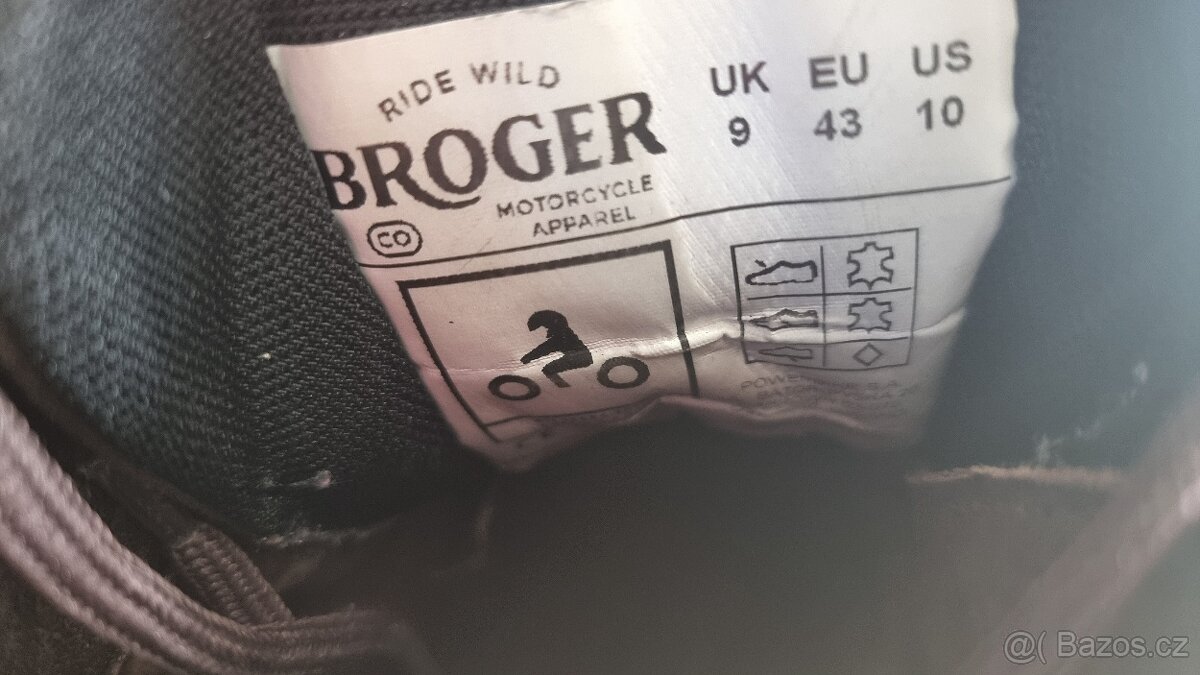 RIDE WILD
BROGER
MOTORCYCLE
APPAREL
CO
UK EU US
9 43 10
@( Bazos.cz